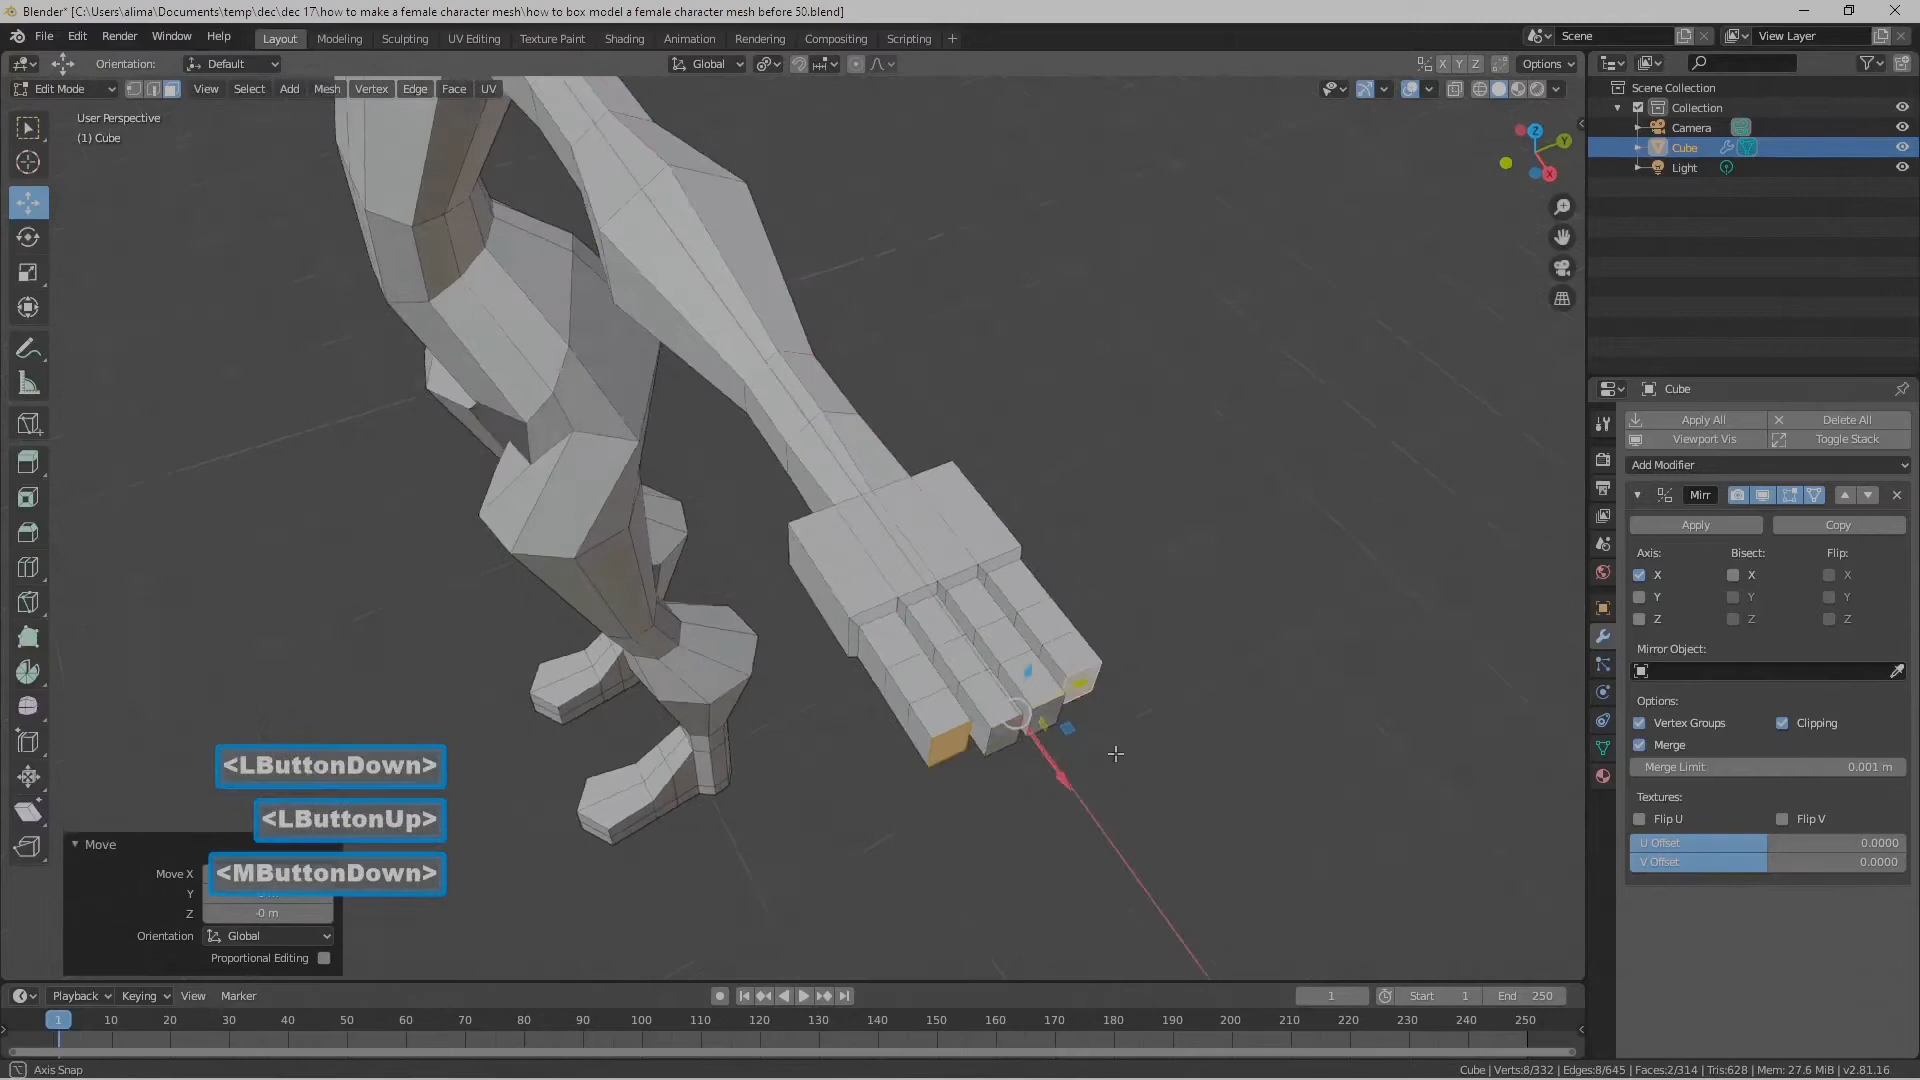 Blender* [C:\Users\alima\Documents\temp\dec\dec 17\how to make a female character mesh\how to box model a female character mesh before 50.blend]
File Edit Render Window Help
Layout Modeling Sculpting UV Editing Texture Paint Shading Animation Rendering Compositing Scripting +
Scene
View Layer
Orientation: Default
Global
X Y Z
Options
Edit Mode
View Select Add Mesh Vertex Edge Face UV
User Perspective
(1) Cube
Z
Y
X
Scene Collection
Collection
Camera
Cube
Light
Cube
Apply All
Delete All
Viewport Vis
Toggle Stack
Add Modifier
Mirr
Apply
Copy
Axis: Bisect: Flip:
X X X
Y Y Y
Z Z Z
Mirror Object:
Options:
Vertex Groups
Clipping
Merge
Merge Limit: 0.001 m
Textures:
Flip U
Flip V
U Offset 0.0000
V Offset 0.0000
<LButtonDown>
<LButtonUp>
<MButtonDown>
Move
Move X
Y
Z -0 m
Orientation Global
Proportional Editing
Playback Keying View Marker
1
Start 1
End 250
1 10 20 30 40 50 60 70 80 90 100 110 120 130 140 150 160 170 180 190 200 210 220 230 240 250
Axis Snap
Cube | Verts:8/332 | Edges:8/645 | Faces:2/314 | Tris:628 | Mem: 27.6 MiB | v2.81.16